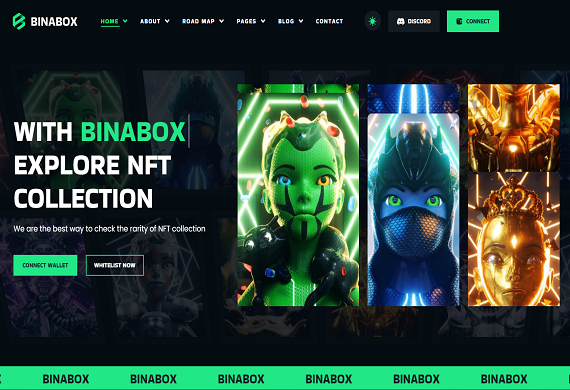 BINABOX
HOME ABOUT ROAD MAP PAGES BLOG CONTACT
DISCORD
CONNECT
WITH BINABOX
EXPLORE NFT
COLLECTION
We are the best way to check the rarity of NFT collection
CONNECT WALLET
WHITELIST NOW
BINABOX BINABOX BINABOX BINABOX BINABOX BINABOX